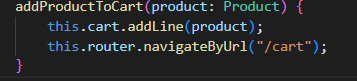 addProductToCart(product: Product) {
    this.cart.addLine(product);
    this.router.navigateByUrl("/cart");
}